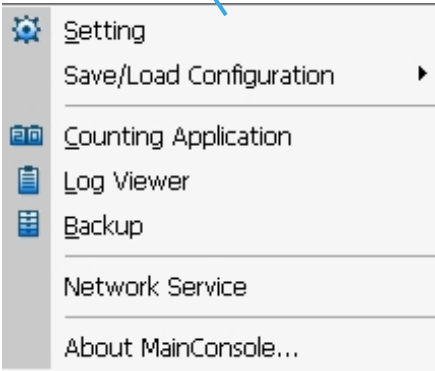 Setting
Save/Load Configuration
Counting Application
Log Viewer
Backup
Network Service
About MainConsole...